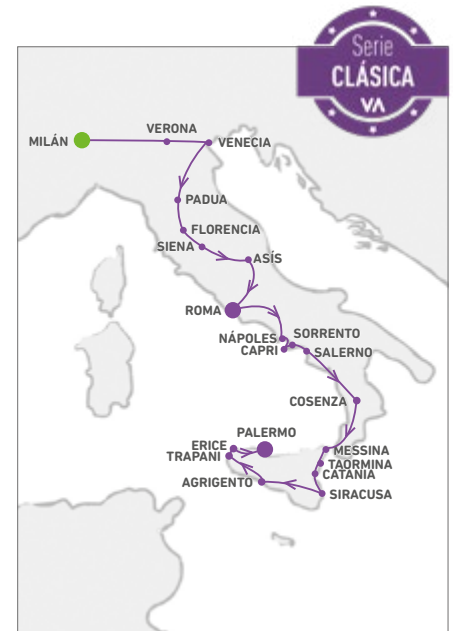 Serie
CLÁSICA
VA
MILÁN
VERONA
VENECIA
PADUA
FLORENCIA
SIENA
ASÍS
ROMA
NÁPOLES
SORRENTO
CAPRI
SALERNO
COSENZA
PALERMO
ERICE
MESSINA
TRAPANI
TAORMINA
CATANIA
AGRIGENTO
SIRACUSA